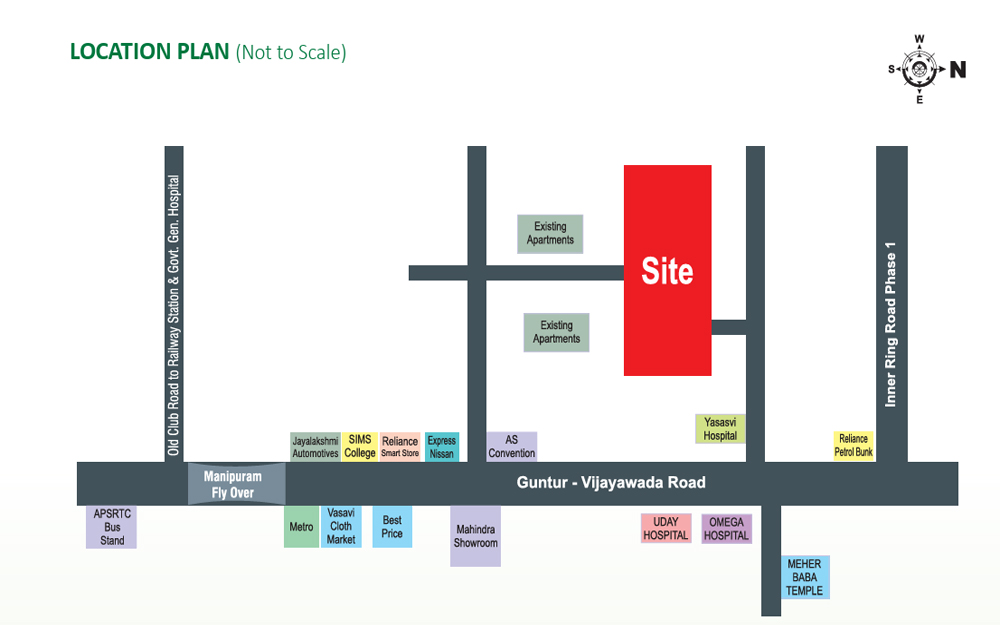 LOCATION PLAN (Not to Scale)
W
S
N
E
Old Club Road to Railway Station & Govt. Gen. Hospital
Existing
Apartments
Site
Existing
Apartments
Inner Ring Road Phase 1
Jayalakshmi
Automotives
SIMS
College
Reliance
Smart Store
Express
Nissan
AS
Convention
Yasasvi
Hospital
Reliance
Petrol Bunk
Manipuram
Fly Over
Guntur - Vijayawada Road
APSRTC
Bus
Stand
Metro
Vasavi
Cloth
Market
Best
Price
Mahindra
Showroom
UDAY
HOSPITAL
OMEGA
HOSPITAL
MEHER
BABA
TEMPLE